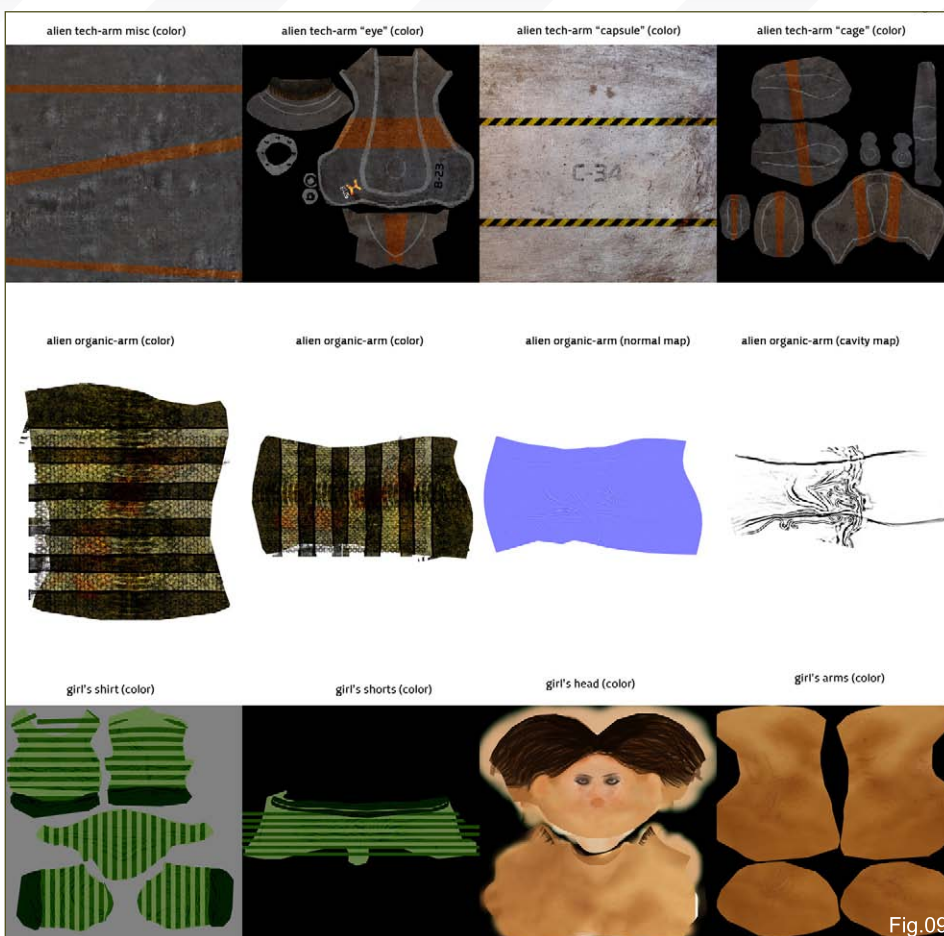 alien tech-arm misc (color)
alien tech-arm “eye” (color)
alien tech-arm “capsule” (color)
alien tech-arm “cage” (color)
B-23
C-34
alien organic-arm (color)
alien organic-arm (color)
alien organic-arm (normal map)
alien organic-arm (cavity map)
girl's shirt (color)
girl's shorts (color)
girl's head (color)
girl's arms (color)
Fig.09